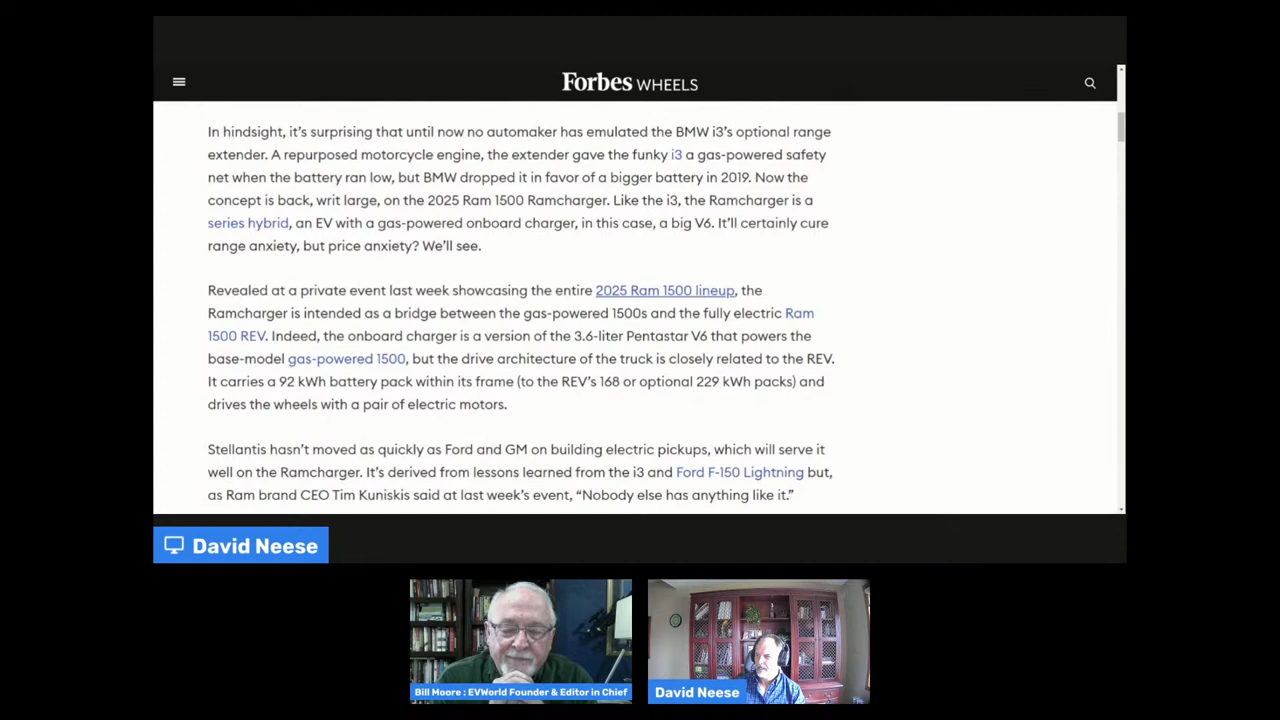 Forbes WHEELS
In hindsight, it's surprising that until now no automaker has emulated the BMW i3's optional range
extender. A repurposed motorcycle engine, the extender gave the funky i3 a gas-powered safety
net when the battery ran low, but BMW dropped it in favor of a bigger battery in 2019. Now the
concept is back, writ large, on the 2025 Ram 1500 Ramcharger. Like the i3, the Ramcharger is a
series hybrid, an EV with a gas-powered onboard charger, in this case, a big V6. It'll certainly cure
range anxiety, but price anxiety? We'll see.
Revealed at a private event last week showcasing the entire 2025 Ram 1500 lineup, the
Ramcharger is intended as a bridge between the gas-powered 1500s and the fully electric Ram
1500 REV. Indeed, the onboard charger is a version of the 3.6-liter Pentastar V6 that powers the
base-model gas-powered 1500, but the drive architecture of the truck is closely related to the REV.
It carries a 92 kWh battery pack within its frame (to the REV's 168 or optional 229 kWh packs) and
drives the wheels with a pair of electric motors.
Stellantis hasn't moved as quickly as Ford and GM on building electric pickups, which will serve it
well on the Ramcharger. It's derived from lessons learned from the i3 and Ford F-150 Lightning but,
as Ram brand CEO Tim Kuniskis said at last week's event, “Nobody else has anything like it.”
David Neese
Bill Moore : EVWorld Founder & Editor in Chief
David Neese